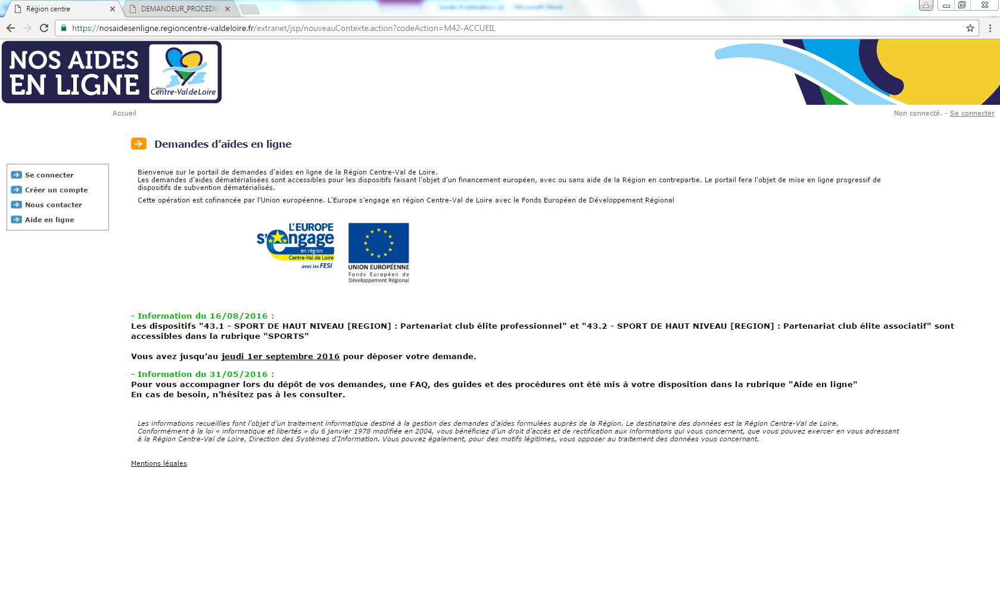 Région centre
DEMANDEUR_PROCEDU
https://nosaidesenligne.regioncentre-valdeloire.fr/extranet/jsp/nouveauContexte.action?codeAction=M42-ACCUEIL
NOS AIDES
EN LIGNE
Région
Centre-Val de Loire
Accueil
Non connecté. - Se connecter
Demandes d’aides en ligne
Se connecter
Créer un compte
Nous contacter
Aide en ligne
Bienvenue sur le portail de demandes d'aides en ligne de la Région Centre-Val de Loire.
Les demandes d'aides dématérialisées sont accessibles pour les dispositifs faisant l’objet d’un financement européen, avec ou sans aide de la Région en contrepartie. Le portail fera l'objet de mise en ligne progressif de
dispositifs de subvention dématérialisés.
Cette opération est cofinancée par l’Union européenne. L'Europe s’engage en région Centre-Val de Loire avec le Fonds Européen de Développement Régional
L'EUROPE
s'engage
en région
Centre-Val de Loire
avec les FESI
UNION EUROPÉENNE
Fonds Européen de
Développement Régional
- Information du 16/08/2016 :
Les dispositifs "43.1 - SPORT DE HAUT NIVEAU [REGION] : Partenariat club élite professionnel" et "43.2 - SPORT DE HAUT NIVEAU [REGION] : Partenariat club élite associatif" sont
accessibles dans la rubrique "SPORTS"
Vous avez jusqu'au jeudi 1er septembre 2016 pour déposer votre demande.
- Information du 31/05/2016 :
Pour vous accompagner lors du dépôt de vos demandes, une FAQ, des guides et des procédures ont été mis à votre disposition dans la rubrique "Aide en ligne"
En cas de besoin, n'hésitez pas à les consulter.
Les informations recueillies font l'objet d’un traitement informatique destiné à la gestion des demandes d'aides formulées auprès de la Région. Le destinataire des données est la Région Centre-Val de Loire.
Conformément à la loi « informatique et libertés » du 6 janvier 1978 modifiée en 2004, vous bénéficiez d’un droit d’accès et de rectification aux informations qui vous concernent, que vous pouvez exercer en vous adressant
à la Région Centre-Val de Loire, Direction des Systèmes d'Information. Vous pouvez également, pour des motifs légitimes, vous opposer au traitement des données vous concernant.
Mentions légales